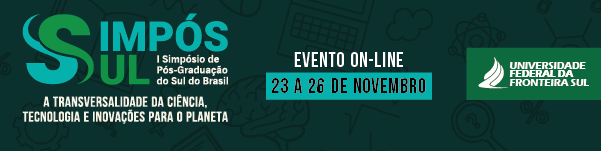 SIMPÓS
SUL
I Simpósio de
Pós-Graduação
do Sul do Brasil
A TRANSVERSALIDADE DA CIÊNCIA,
TECNOLOGIA E INOVAÇÕES PARA O PLANETA
EVENTO ON-LINE
23 A 26 DE NOVEMBRO
UNIVERSIDADE
FEDERAL DA
FRONTEIRA SUL